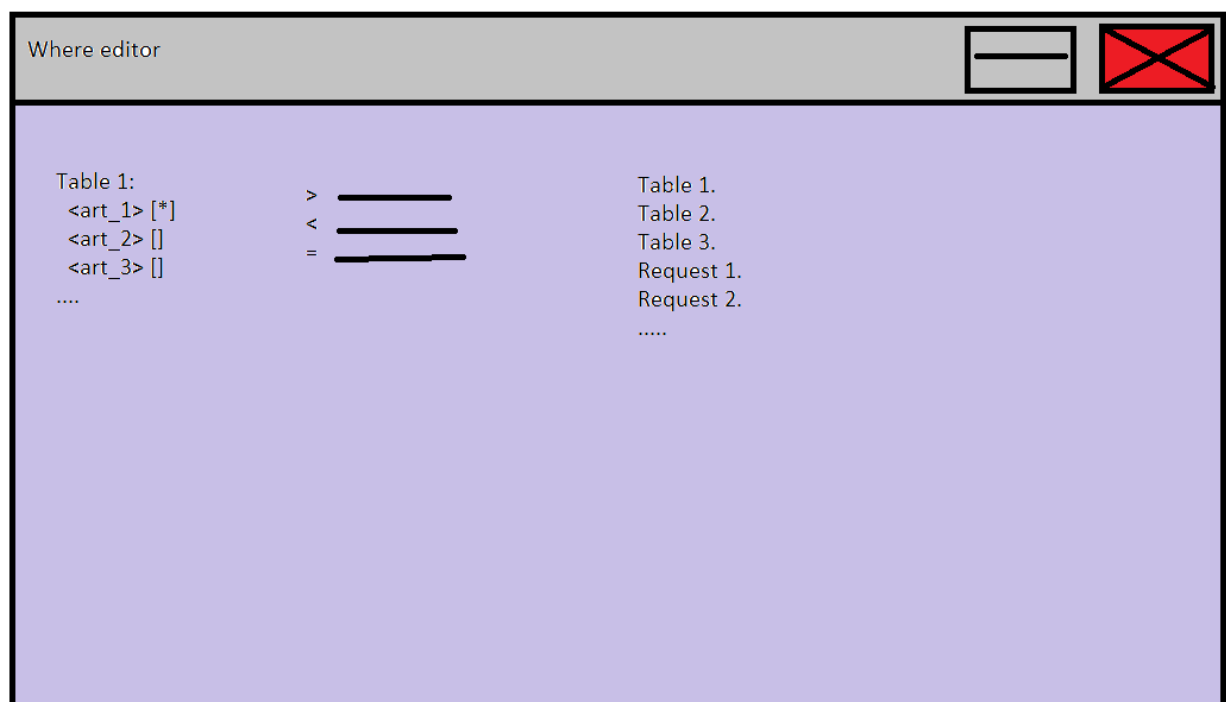 Where editor
Table 1:
<art_1> [*]
<art_2> []
<art_3> []
....
>
<
=
Table 1.
Table 2.
Table 3.
Request 1.
Request 2.
.....